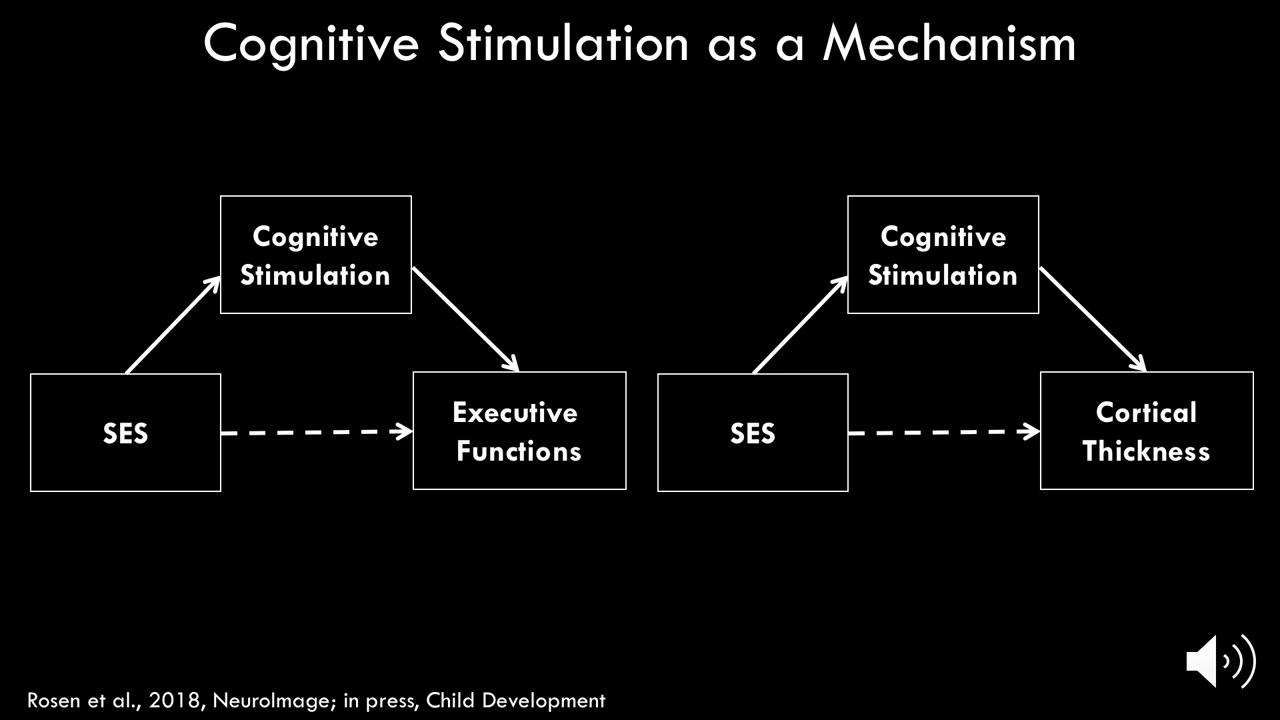 Cognitive Stimulation as a Mechanism
Cognitive
Stimulation
SES
Executive
Functions
Cognitive
Stimulation
SES
Cortical
Thickness
Rosen et al., 2018, NeuroImage; in press, Child Development